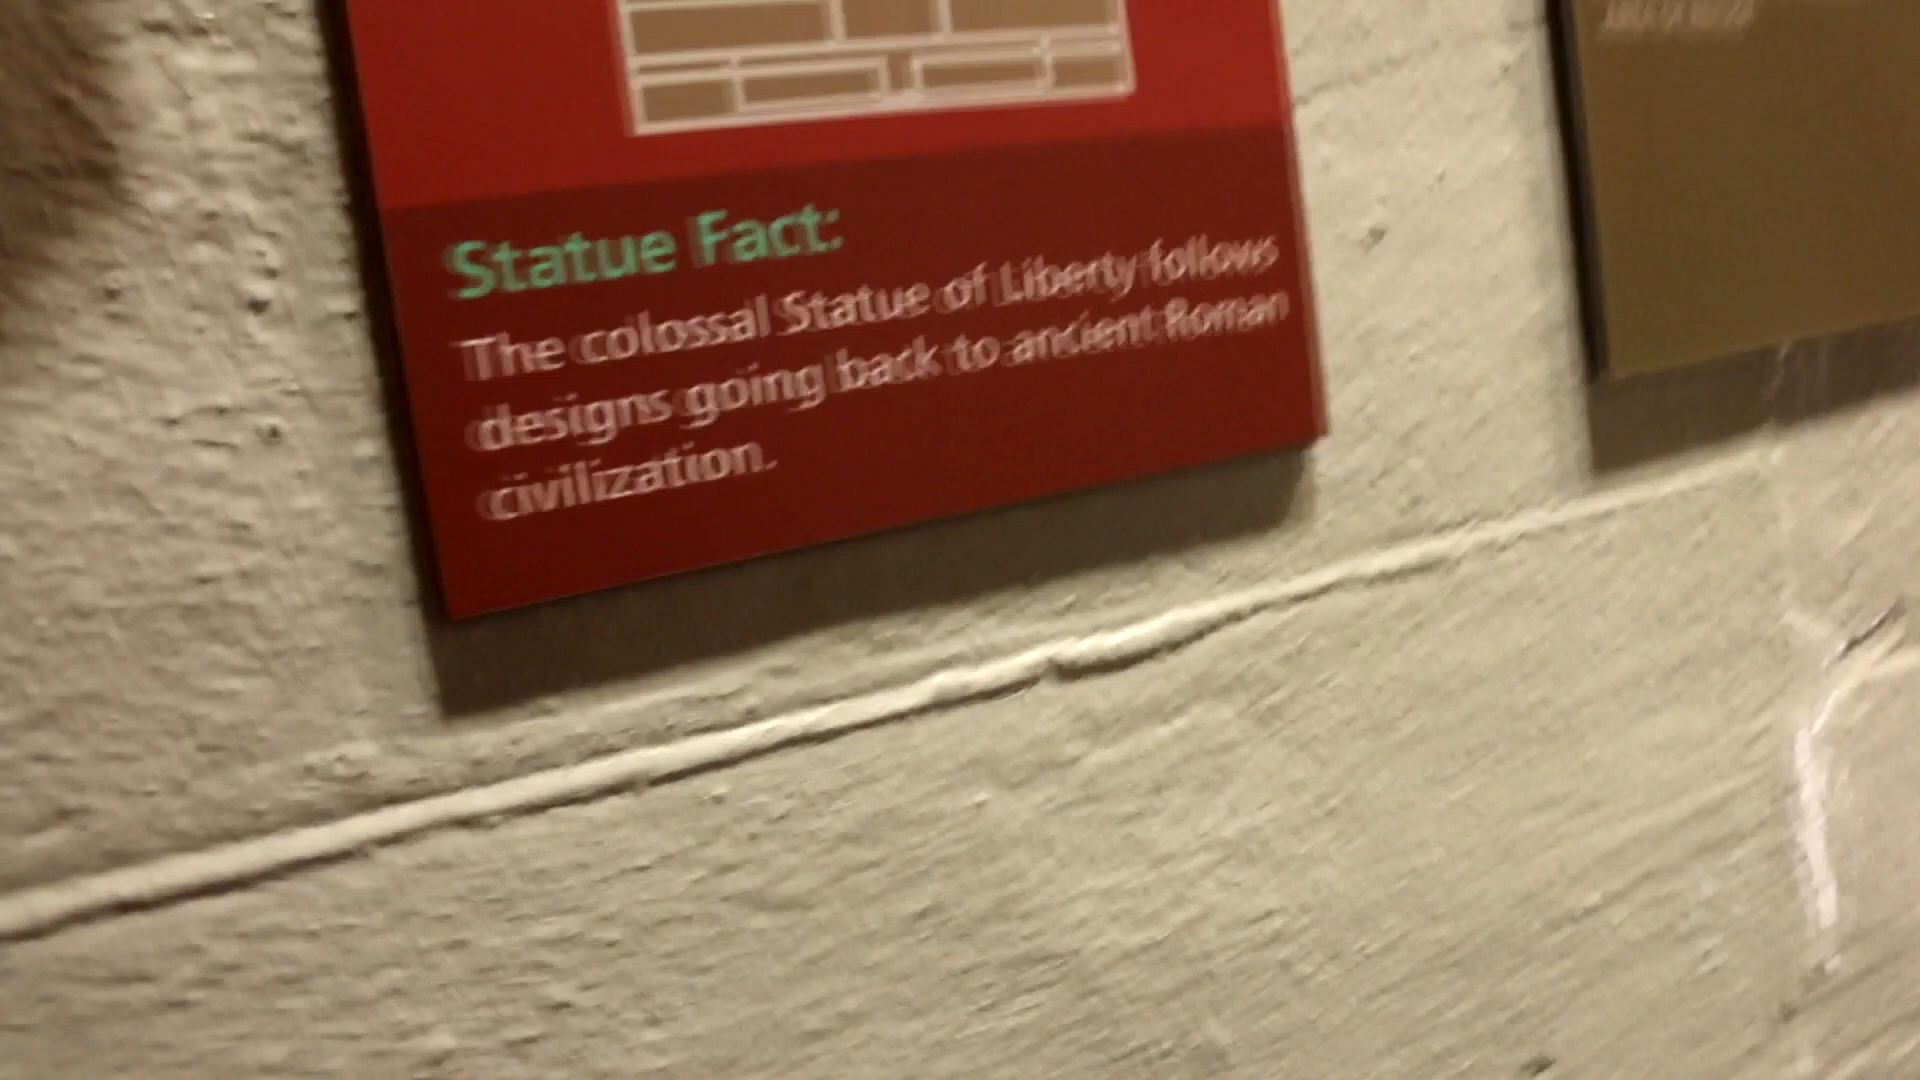 Statue Fact:
The colossal Statue of Liberty follows
designs going back to ancient Roman
civilization.